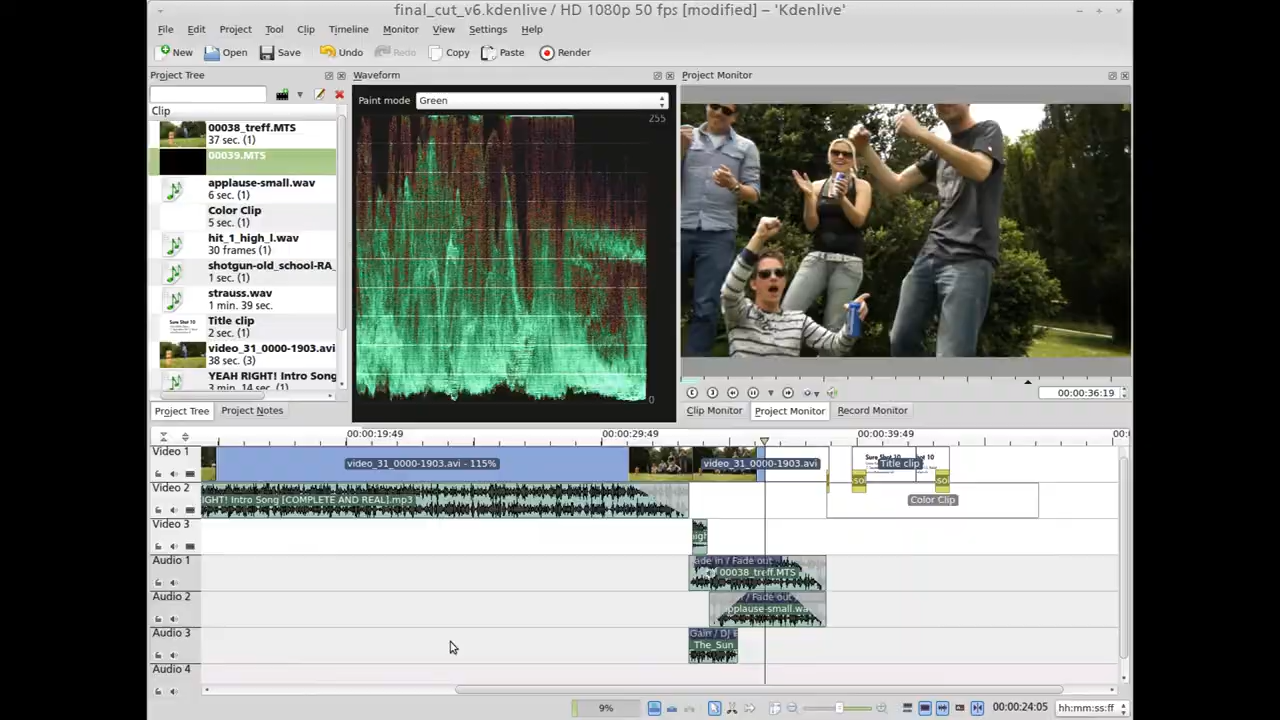 final_cut_v6.kdenlive / HD 1080p 50 fps [modified] – 'Kdenlive'
File Edit Project Tool Clip Timeline Monitor View Settings Help
New Open Save Undo Redo Copy Paste Render
Project Tree
Waveform
Project Monitor
Clip
00038_treff.MTS
37 sec. (1)
00039.MTS
applause-small.wav
6 sec. (1)
Color Clip
5 sec. (1)
hit_1_high_l.wav
30 frames (1)
shotgun-old_school-RA_
1 sec. (1)
strauss.wav
1 min. 39 sec.
Title clip
2 sec. (1)
video_31_0000-1903.avi
38 sec. (3)
YEAH RIGHT! Intro Song
3 min. 14 sec. (1)
Project Tree Project Notes
Paint mode Green
255
0
00:00:36:19
Clip Monitor Project Monitor Record Monitor
00:00:19:49 00:00:29:49 00:00:39:49 00:0
Video 1
video_31_0000-1903.avi - 115%
video_31_0000-1903.avi
Title clip
Video 2
IGHT! Intro Song [COMPLETE AND REAL].mp3
Color Clip
Video 3
Audio 1
ade in / Fade out
00038_treff.MTS
Audio 2
/ Fade out
applause-small.wa
Audio 3
Gain / DJ E
The_Sun
Audio 4
9%
00:00:24:05
hh:mm:ss:ff